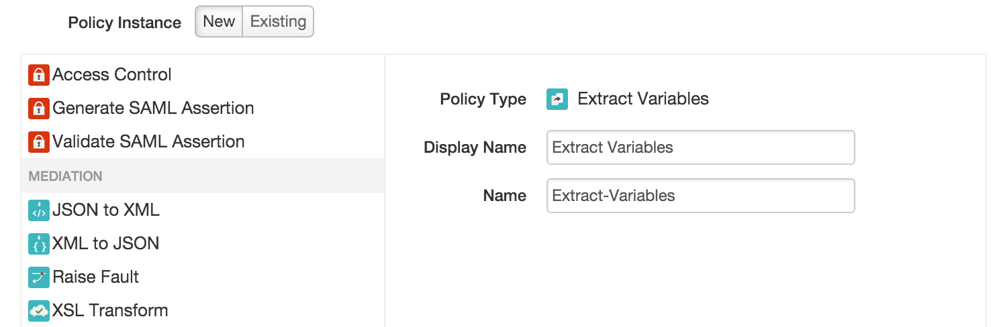 Policy Instance New Existing
Access Control
Generate SAML Assertion
Validate SAML Assertion
MEDIATION
JSON to XML
XML to JSON
Raise Fault
XSL Transform
Policy Type Extract Variables
Display Name Extract Variables
Name Extract-Variables